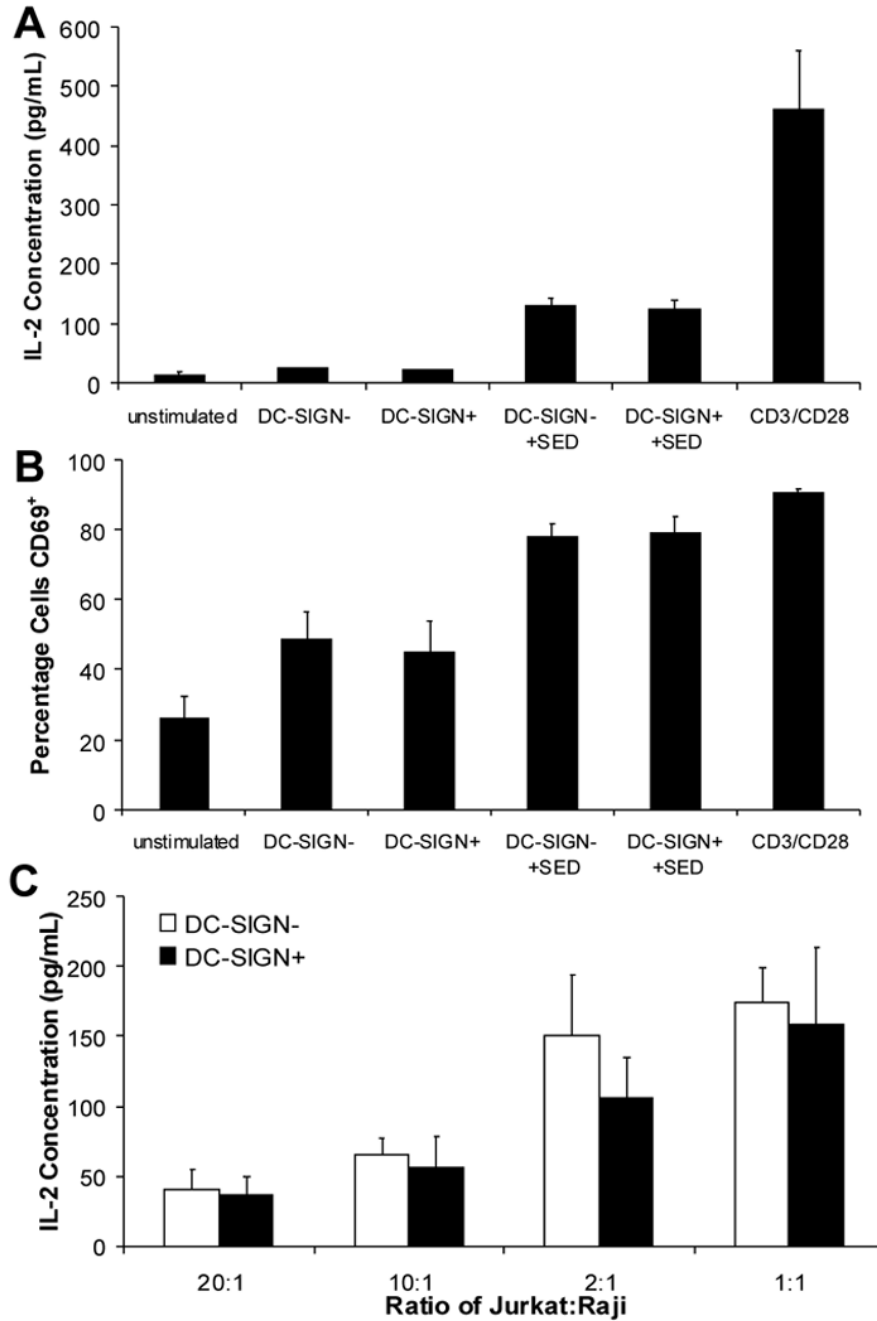 A
IL-2 Concentration (pg/mL)
600
500
400
300
200
100
0
unstimulated DC-SIGN- DC-SIGN+ DC-SIGN- DC-SIGN+ CD3/CD28
+SED +SED
B
Percentage Cells CD69⁺
100
80
60
40
20
0
unstimulated DC-SIGN- DC-SIGN+ DC-SIGN- DC-SIGN+ CD3/CD28
+SED +SED
C
IL-2 Concentration (pg/mL)
250
200
150
100
50
0
DC-SIGN-
DC-SIGN+
20:1 10:1 2:1 1:1
Ratio of Jurkat:Raji